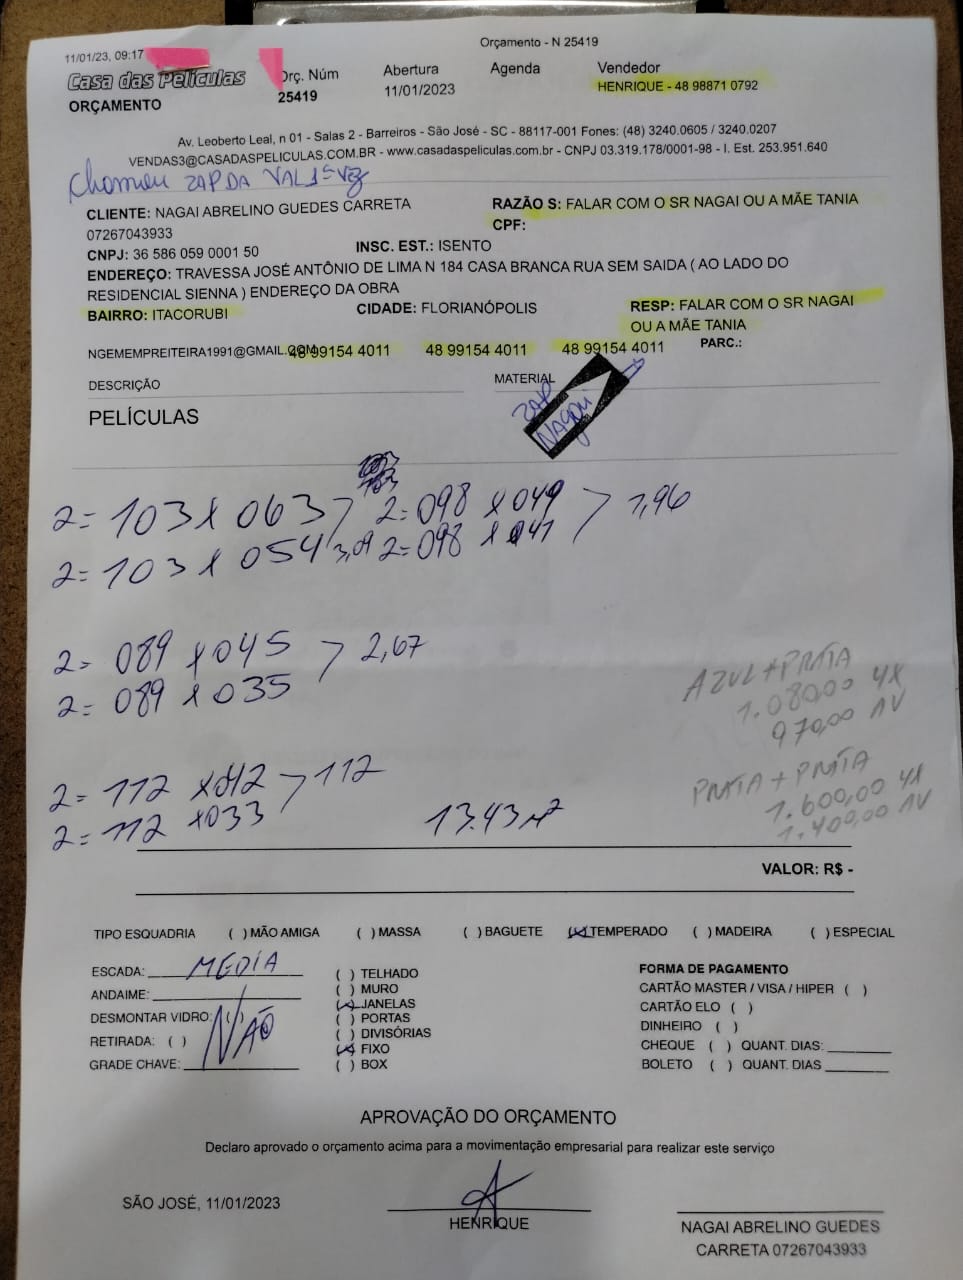 Orçamento - N 25419
11/01/23, 09:17
Casa das Películas
ORÇAMENTO
Orç. Núm
25419
Abertura
11/01/2023
Agenda
Vendedor
HENRIQUE - 48 98871 0792
Av. Leoberto Leal, n 01 - Salas 2 - Barreiros - São José - SC - 88117-001 Fones: (48) 3240.0605 / 3240.0207
VENDAS3@CASADASPELICULAS.COM.BR - www.casadaspeliculas.com.br - CNPJ 03.319.178/0001-98 - I. Est. 253.951.640
ZAP DA VAL 1=VEZ
CLIENTE: NAGAI ABRELINO GUEDES CARRETA
07267043933
RAZÃO S: FALAR COM O SR NAGAI OU A MÃE TANIA
CPF:
CNPJ: 36 586 059 0001 50
INSC. EST.: ISENTO
ENDEREÇO: TRAVESSA JOSÉ ANTÔNIO DE LIMA N 184 CASA BRANCA RUA SEM SAIDA ( AO LADO DO
RESIDENCIAL SIENNA ) ENDEREÇO DA OBRA
BAIRRO: ITACORUBI
CIDADE: FLORIANÓPOLIS
RESP: FALAR COM O SR NAGAI
OU A MÃE TANIA
NGEMEMPREITEIRA1991@GMAIL.COM
48 99154 4011
48 99154 4011
48 99154 4011
PARC.:
DESCRIÇÃO
MATERIAL
PELÍCULAS
ZAP
NAGAI
2= 103 x 063
2= 103 x 054
2= 098 x 049
2= 098 x 041
1,96
2= 089 x 045
2= 089 x 035
2,67
2= 112 x 042
2= 112 x 033
112
13.43 m²
AZUL + PRATA
1.080,00 4X
970,00 AV
PRATA + PRATA
1.600,00 4X
1.400,00 AV
VALOR: R$ -
TIPO ESQUADRIA ( ) MÃO AMIGA ( ) MASSA ( ) BAGUETE (x) TEMPERADO ( ) MADEIRA ( ) ESPECIAL
ESCADA: MEDIA
ANDAIME:
DESMONTAR VIDRO: ( )
RETIRADA: ( )
GRADE CHAVE:
NÃO
( ) TELHADO
( ) MURO
(x) JANELAS
( ) PORTAS
( ) DIVISÓRIAS
(x) FIXO
( ) BOX
FORMA DE PAGAMENTO
CARTÃO MASTER / VISA / HIPER ( )
CARTÃO ELO ( )
DINHEIRO ( )
CHEQUE ( ) QUANT. DIAS:
BOLETO ( ) QUANT. DIAS
APROVAÇÃO DO ORÇAMENTO
Declaro aprovado o orçamento acima para a movimentação empresarial para realizar este serviço
SÃO JOSÉ, 11/01/2023
HENRIQUE
NAGAI ABRELINO GUEDES
CARRETA 07267043933